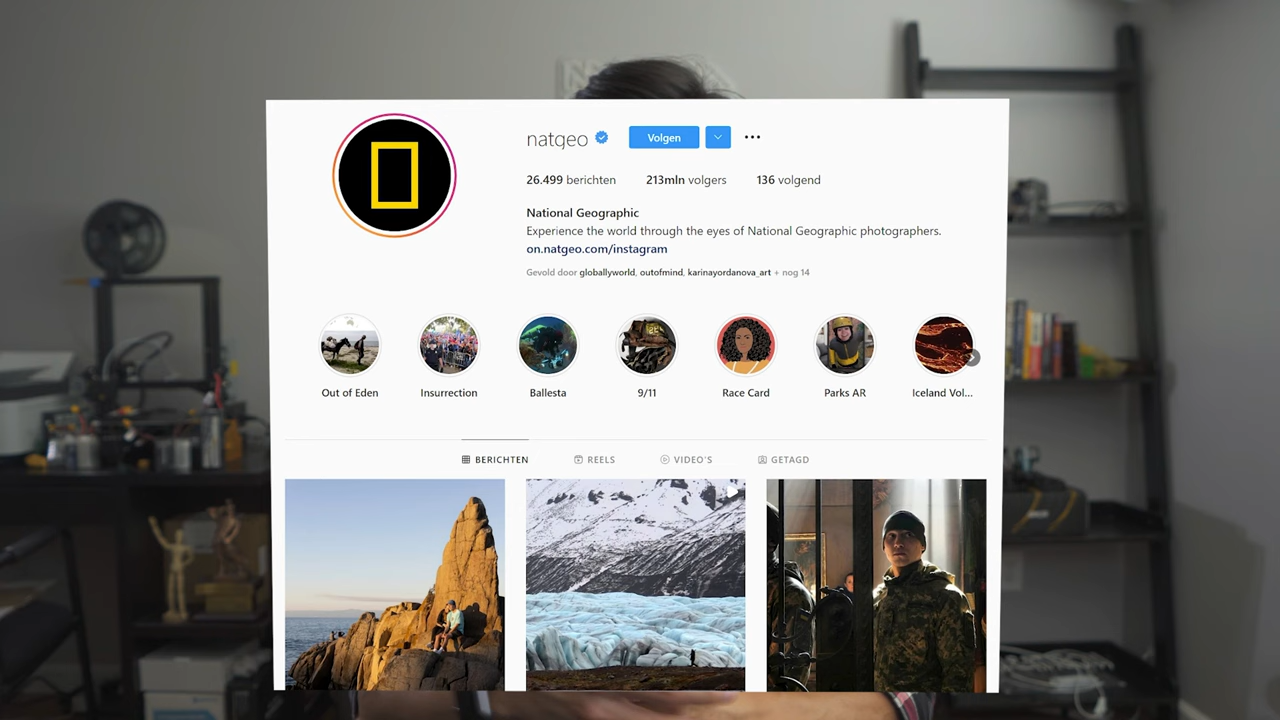 natgeo
Volgen
26.499 berichten 213mln volgers 136 volgend
National Geographic
Experience the world through the eyes of National Geographic photographers.
on.natgeo.com/instagram
Gevold door globallyworld, outofmind, karinayordanova_art + nog 14
Out of Eden Insurrection Ballesta 9/11 Race Card Parks AR Iceland Vol...
BERICHTEN REELS VIDEO'S GETAGD